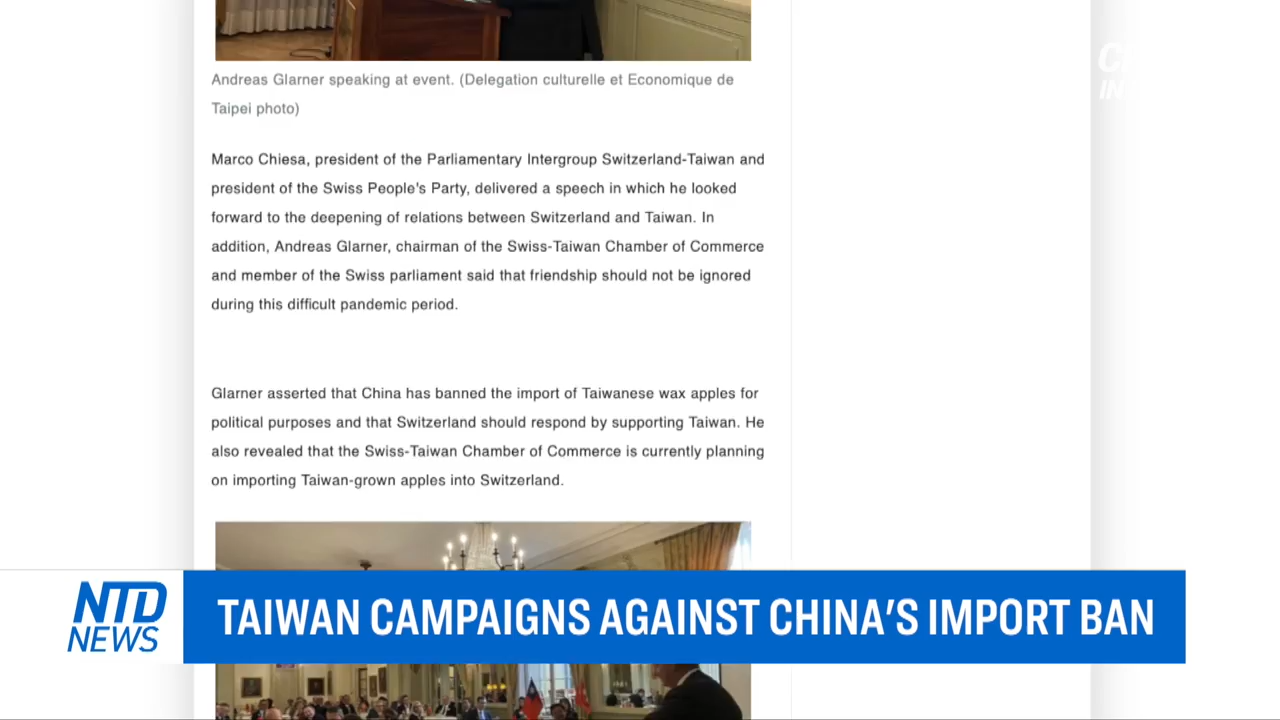 Andreas Glarner speaking at event. (Delegation culturelle et Economique de
Taipei photo)
Marco Chiesa, president of the Parliamentary Intergroup Switzerland-Taiwan and
president of the Swiss People's Party, delivered a speech in which he looked
forward to the deepening of relations between Switzerland and Taiwan. In
addition, Andreas Glarner, chairman of the Swiss-Taiwan Chamber of Commerce
and member of the Swiss parliament said that friendship should not be ignored
during this difficult pandemic period.
Glarner asserted that China has banned the import of Taiwanese wax apples for
political purposes and that Switzerland should respond by supporting Taiwan. He
also revealed that the Swiss-Taiwan Chamber of Commerce is currently planning
on importing Taiwan-grown apples into Switzerland.
NTD
NEWS
TAIWAN CAMPAIGNS AGAINST CHINA'S IMPORT BAN